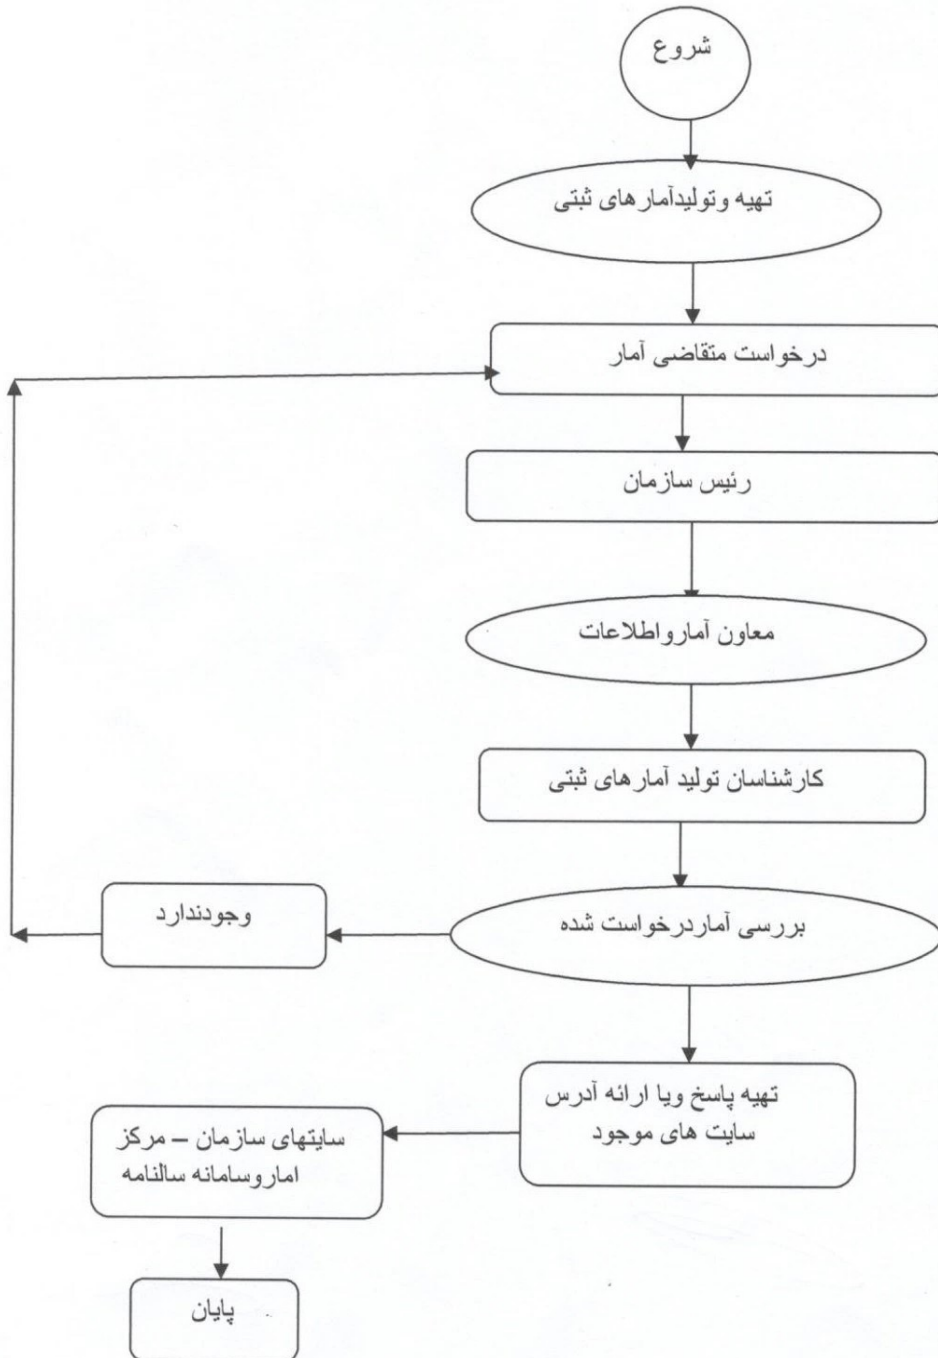 شروع
تهیه وتولیدآمارهای ثبتی
درخواست متقاضی آمار
رئیس سازمان
معاون آمارواطلاعات
کارشناسان تولید آمارهای ثبتی
بررسی آماردرخواست شده
وجودندارد
تهیه پاسخ ویا ارائه آدرس
سایت های موجود
سایتهای سازمان – مرکز
اماروسامانه سالنامه
پایان